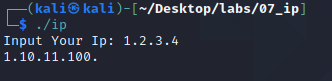 ┌──(kali㉿kali)-[~/Desktop/labs/07_ip]
└─$ ./ip
Input Your Ip: 1.2.3.4
1.10.11.100.